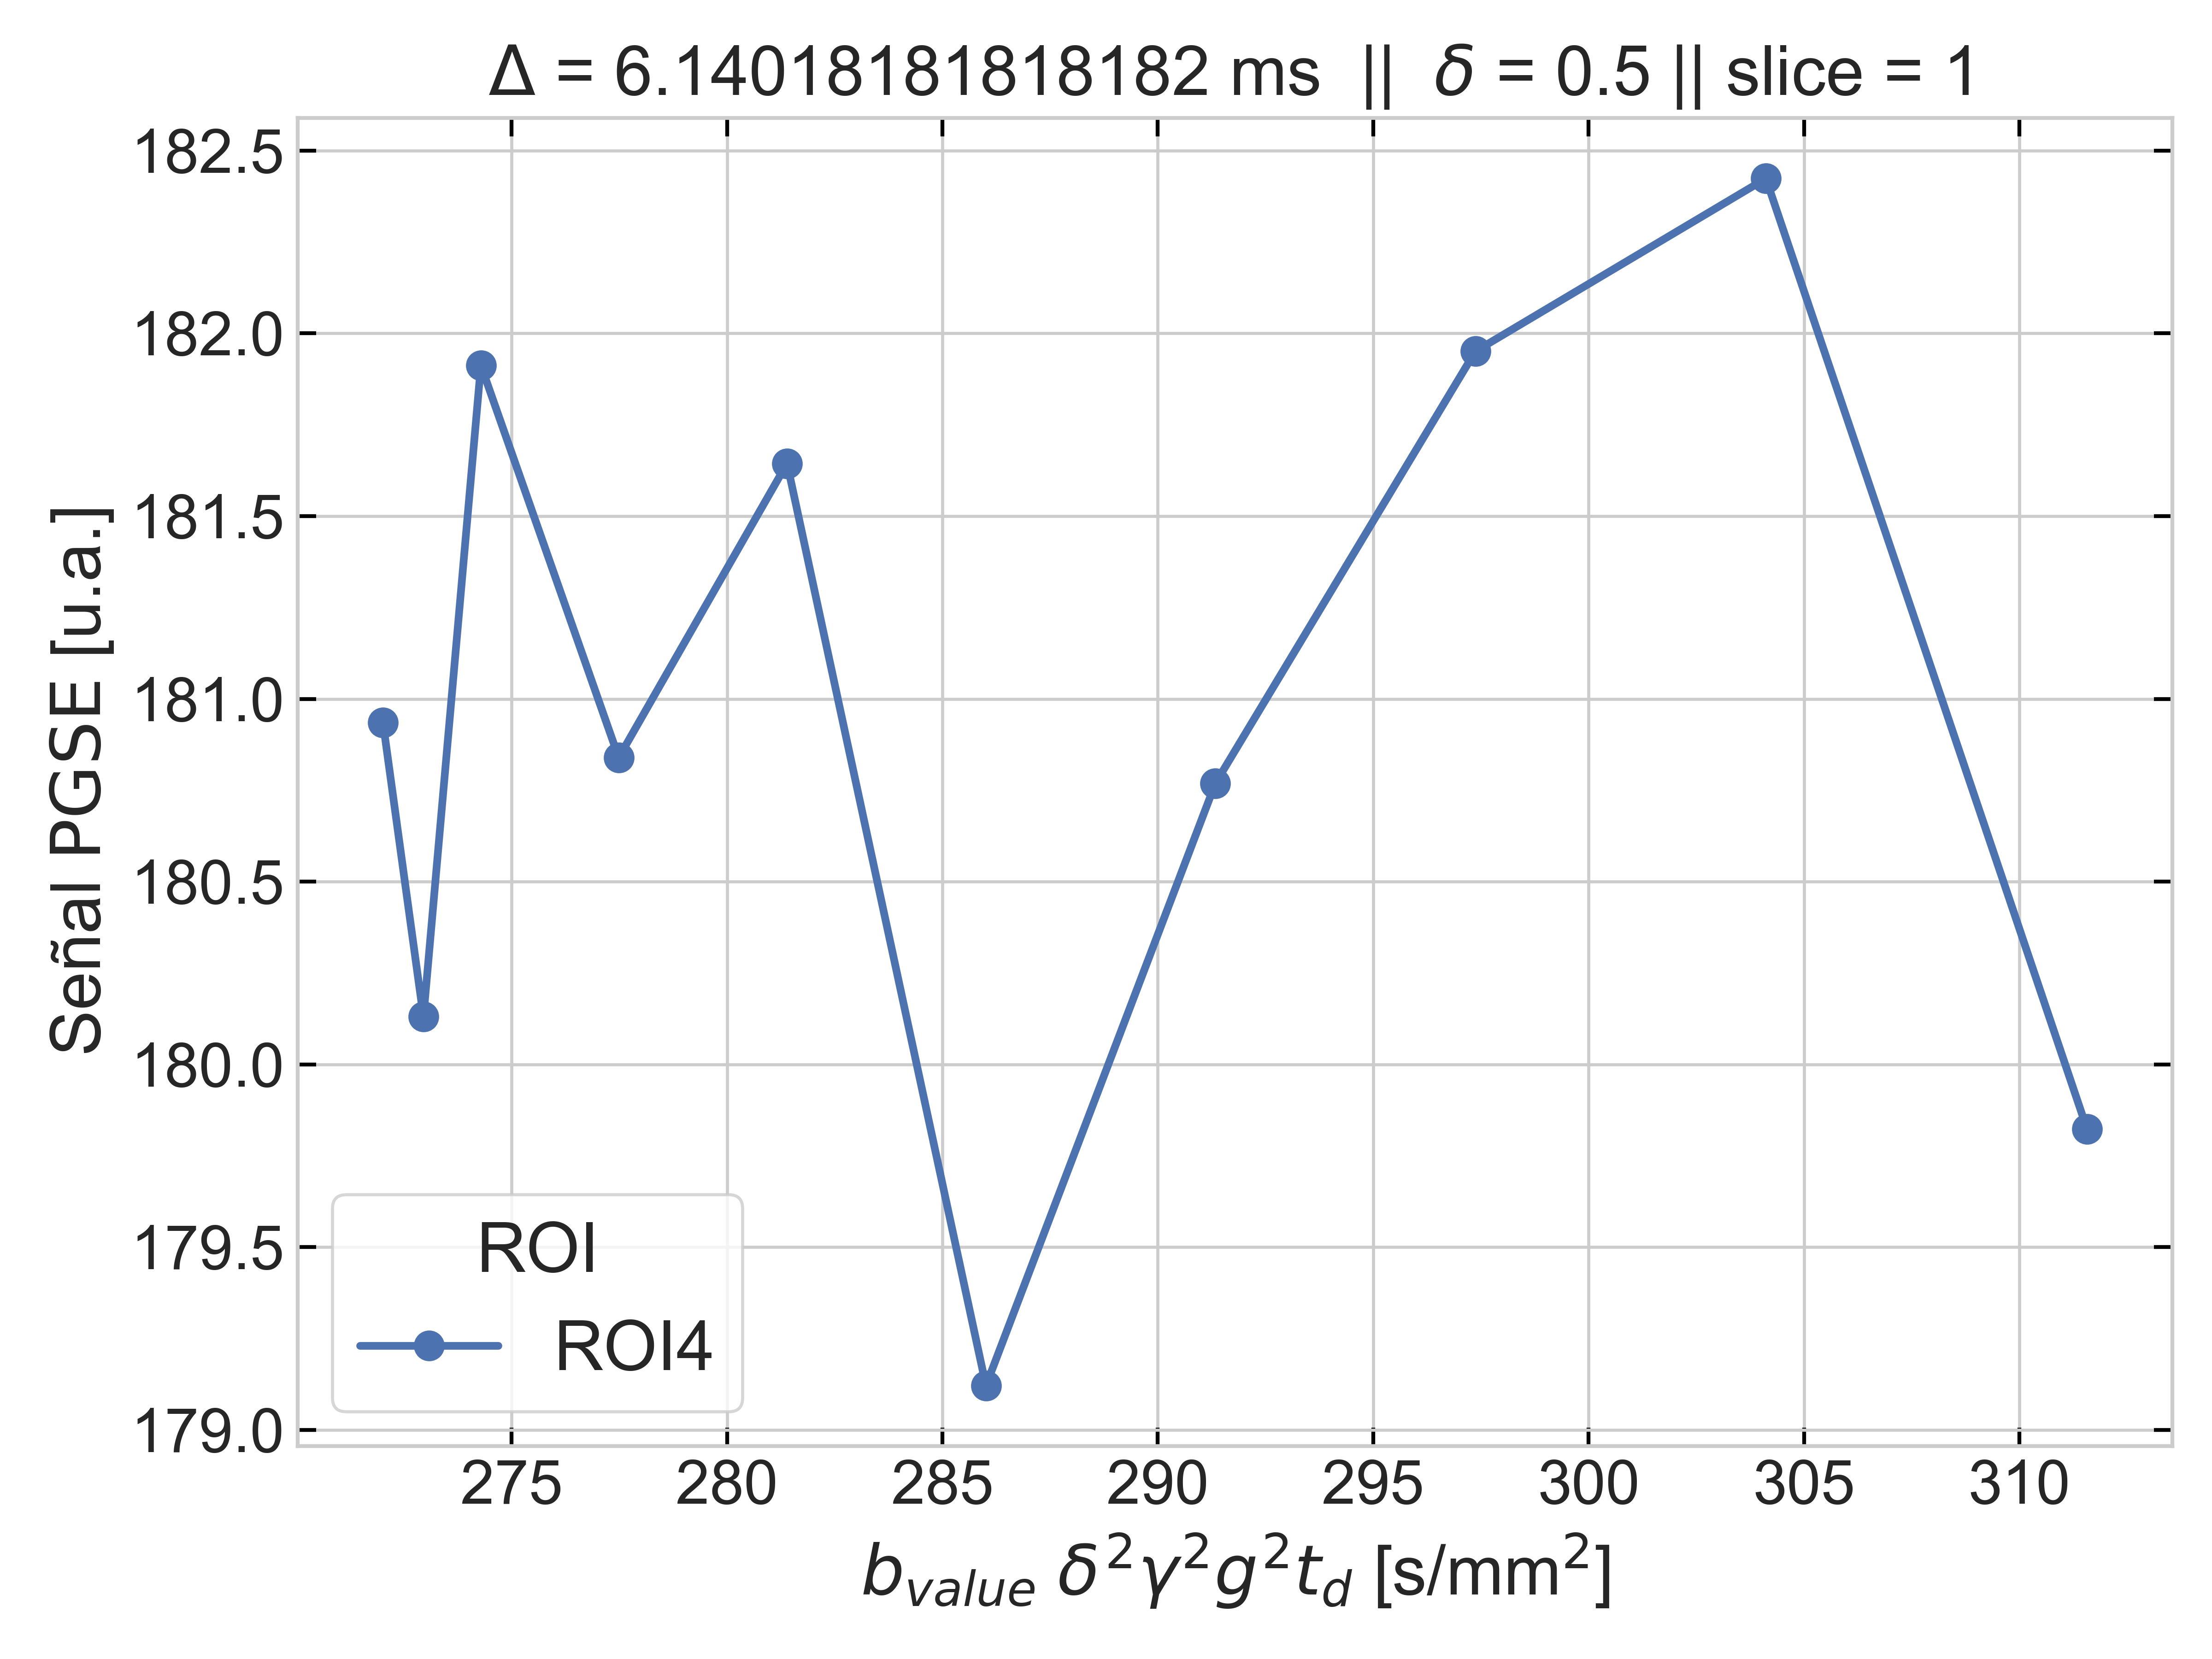 Δ = 6.140181818181812 ms || δ = 0.5 || slice = 1
182.5
182.0
181.5
181.0
180.5
180.0
179.5
179.0
Señal PGSE [u.a.]
ROI
ROI4
275 280 285 290 295 300 305 310
b_value δ²γ²g²t_d [s/mm²]